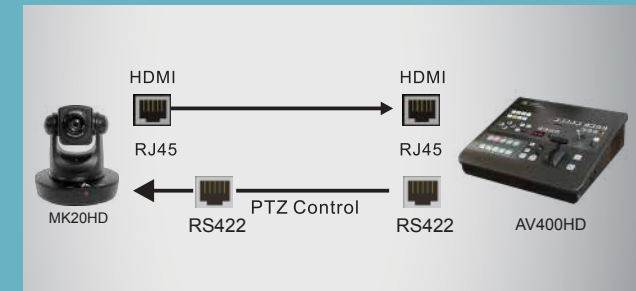 HDMI
HDMI
RJ45
RJ45
PTZ Control
MK20HD
RS422
RS422
AV400HD